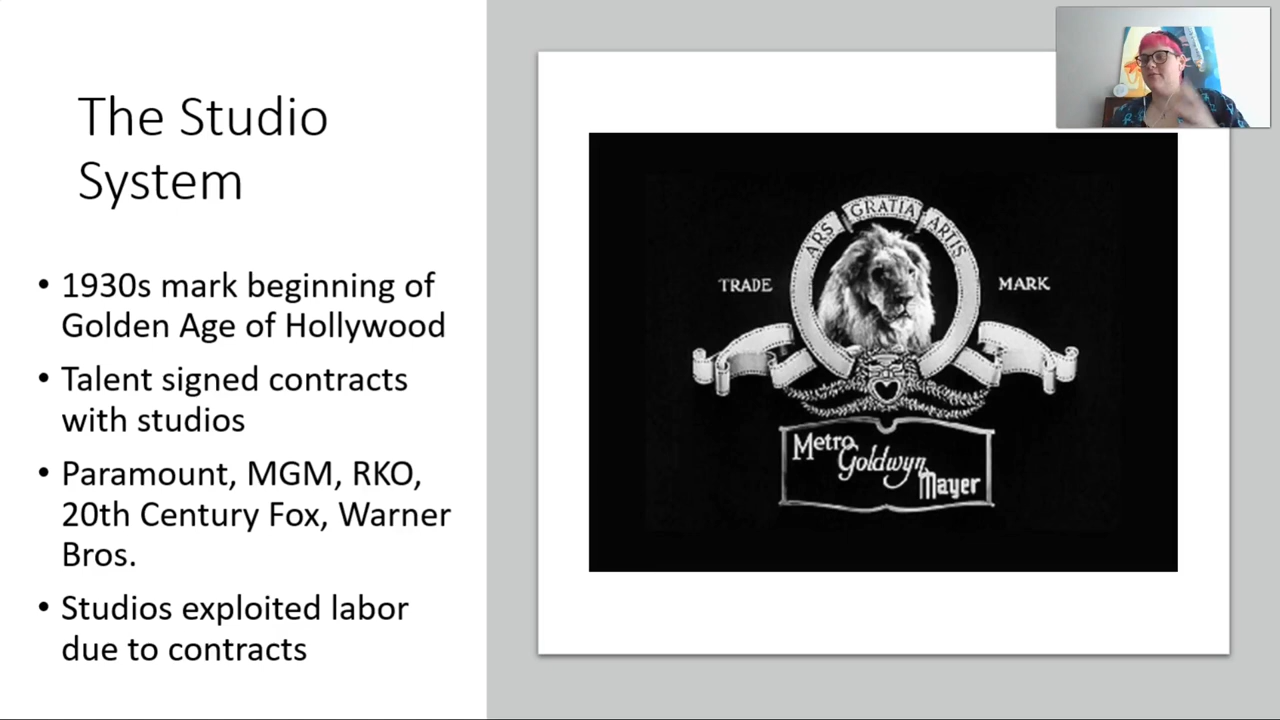 The Studio
System
• 1930s mark beginning of
Golden Age of Hollywood
• Talent signed contracts
with studios
• Paramount, MGM, RKO,
20th Century Fox, Warner
Bros.
• Studios exploited labor
due to contracts
ARS GRATIA ARTIS
TRADE MARK
Metro
Goldwyn
Mayer